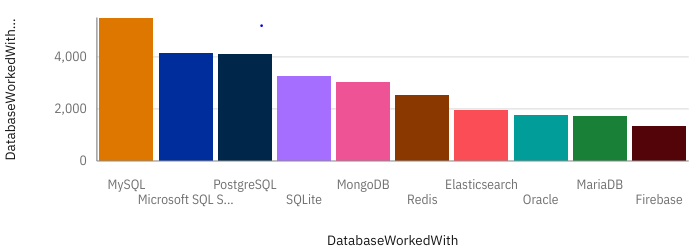 DatabaseWorkedWith...
4,000
2,000
0
MySQL
Microsoft SQL S...
PostgreSQL
SQLite
MongoDB
Redis
Elasticsearch
Oracle
MariaDB
Firebase
DatabaseWorkedWith